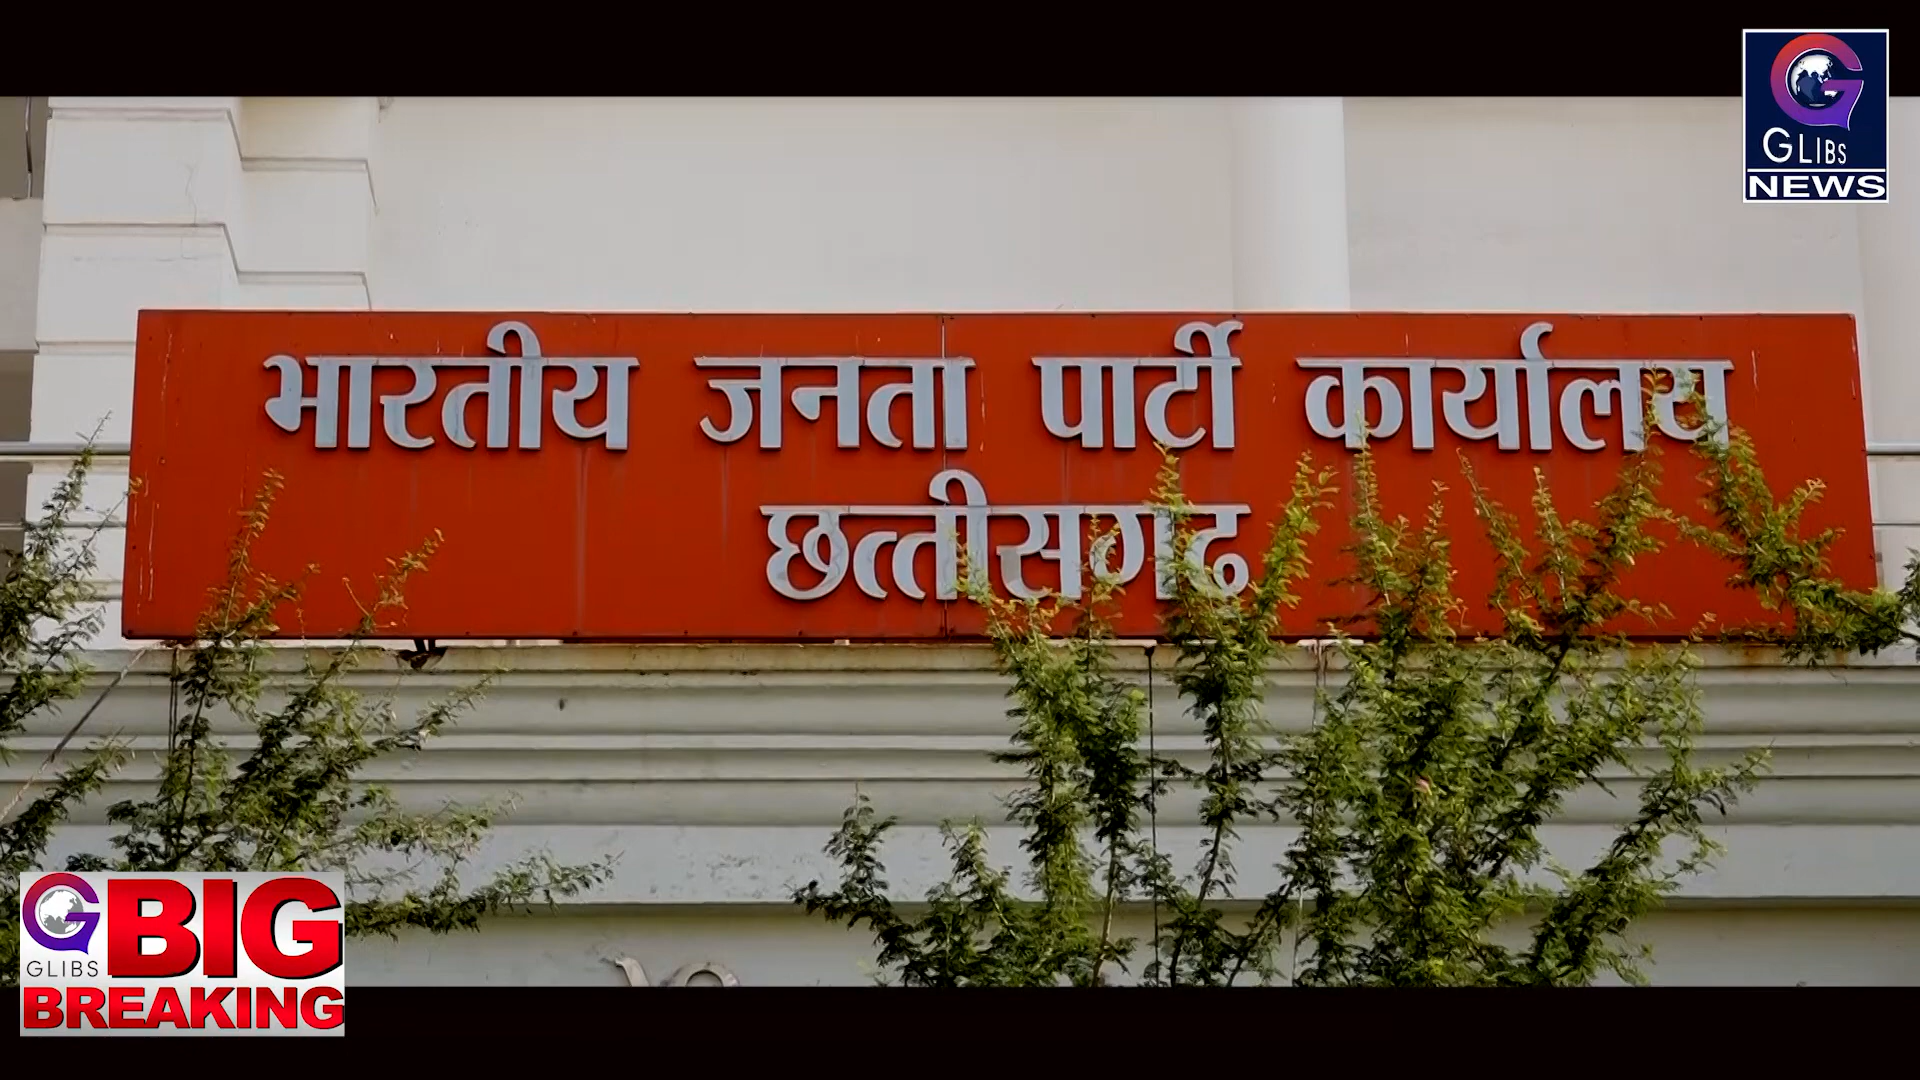 GLIBS
NEWS
भारतीय जनता पार्टी कार्यालय
छत्तीसगढ
GLIBS
BIG
BREAKING